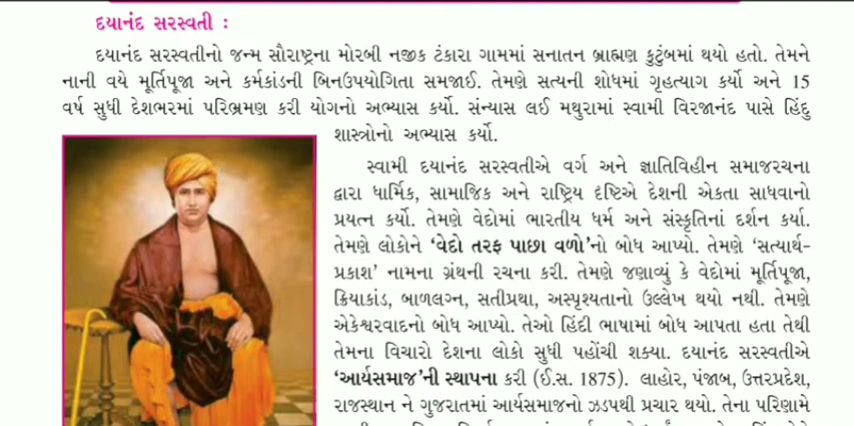 દયાનંદ સરસ્વતી :
દયાનંદ સરસ્વતીનો જન્મ સૌરાષ્ટ્રના મોરબી નજીક ટંકારા ગામમાં સનાતન બ્રાહ્મણ કુટુંબમાં થયો હતો. તેમને
નાની વયે મૂર્તિપૂજા અને કર્મકાંડની બિનઉપયોગિતા સમજાઈ. તેમણે સત્યની શોધમાં ગૃહત્યાગ કર્યો અને 15
વર્ષ સુધી દેશભરમાં પરિભ્રમણ કરી યોગનો અભ્યાસ કર્યો. સંન્યાસ લઈ મથુરામાં સ્વામી વિરજાનંદ પાસે હિંદુ
શાસ્ત્રોનો અભ્યાસ કર્યો.
સ્વામી દયાનંદ સરસ્વતીએ વર્ગ અને જ્ઞાતિવિહીન સમાજરચના
દ્વારા ધાર્મિક, સામાજિક અને રાષ્ટ્રિય દૃષ્ટિએ દેશની એકતા સાધવાનો
પ્રયત્ન કર્યો. તેમણે વેદોમાં ભારતીય ધર્મ અને સંસ્કૃતિનાં દર્શન કર્યા.
તેમણે લોકોને ‘વેદો તરફ પાછા વળો’નો બોધ આપ્યો. તેમણે ‘સત્યાર્થ-
પ્રકાશ’ નામના ગ્રંથની રચના કરી. તેમણે જણાવ્યું કે વેદોમાં મૂર્તિપૂજા,
ક્રિયાકાંડ, બાળલગ્ન, સતીપ્રથા, અસ્પૃશ્યતાનો ઉલ્લેખ થયો નથી. તેમણે
એકેશ્વરવાદનો બોધ આપ્યો. તેઓ હિંદી ભાષામાં બોધ આપતા હતા તેથી
તેમના વિચારો દેશના લોકો સુધી પહોંચી શક્યા. દયાનંદ સરસ્વતીએ
‘આર્યસમાજ’ની સ્થાપના કરી (ઈ.સ. 1875). લાહોર, પંજાબ, ઉત્તરપ્રદેશ,
રાજસ્થાન ને ગુજરાતમાં આર્યસમાજનો ઝડપથી પ્રચાર થયો. તેના પરિણામે